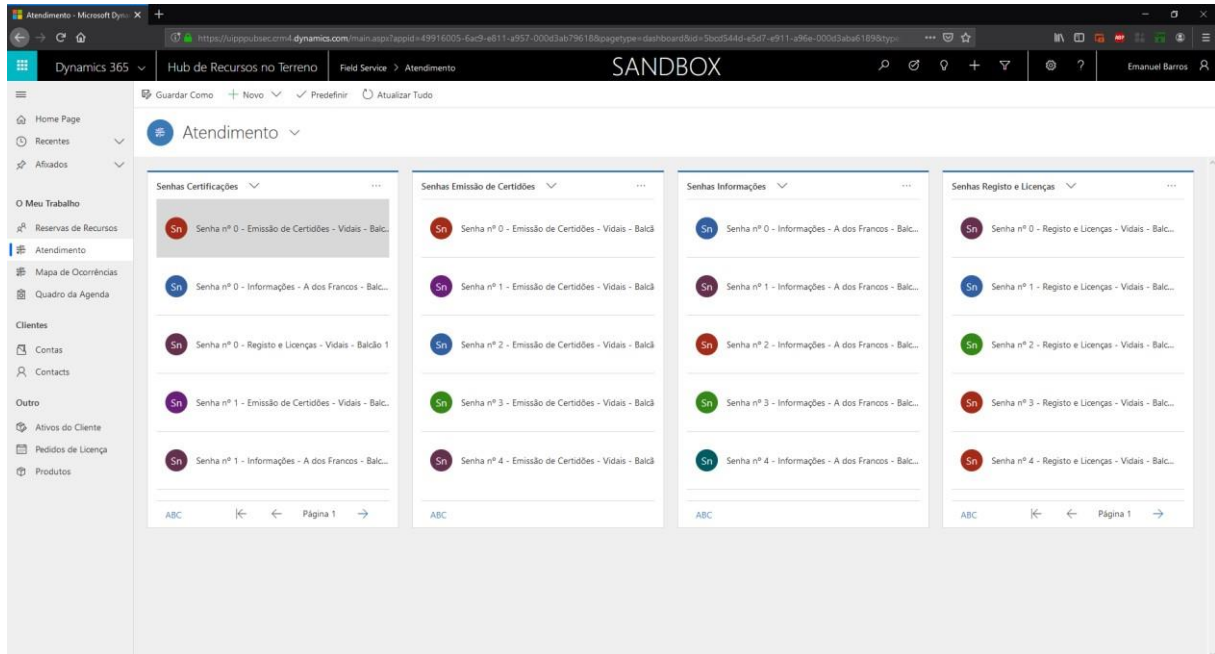 Atendimento - Microsoft Dyna
https://uipppubsec.crm4.dynamics.com/main.aspx?appid=49916005-6ac9-e811-a957-000d3ab79618&pagetype=dashboard&id=5bcd544d-e5d7-e911-a96e-000d3aba6189&typ
Dynamics 365
Hub de Recursos no Terreno
Field Service > Atendimento
SANDBOX
Emanuel Barros
Guardar Como
Novo
Predefinir
Atualizar Tudo
Home Page
Recentes
Afixados
O Meu Trabalho
Reservas de Recursos
Atendimento
Mapa de Ocorrências
Quadro da Agenda
Clientes
Contas
Contacts
Outro
Ativos do Cliente
Pedidos de Licença
Produtos
Atendimento
Senhas Certificações
Sn Senha nº 0 - Emissão de Certidões - Vidais - Balc...
Sn Senha nº 0 - Informações - A dos Francos - Balc...
Sn Senha nº 0 - Registo e Licenças - Vidais - Balcão 1
Sn Senha nº 1 - Emissão de Certidões - Vidais - Balc...
Sn Senha nº 1 - Informações - A dos Francos - Balc...
ABC Página 1
Senhas Emissão de Certidões
Sn Senha nº 0 - Emissão de Certidões - Vidais - Balcã
Sn Senha nº 1 - Emissão de Certidões - Vidais - Balcã
Sn Senha nº 2 - Emissão de Certidões - Vidais - Balcã
Sn Senha nº 3 - Emissão de Certidões - Vidais - Balcã
Sn Senha nº 4 - Emissão de Certidões - Vidais - Balcã
ABC
Senhas Informações
Sn Senha nº 0 - Informações - A dos Francos - Balc...
Sn Senha nº 1 - Informações - A dos Francos - Balc...
Sn Senha nº 2 - Informações - A dos Francos - Balc...
Sn Senha nº 3 - Informações - A dos Francos - Balc...
Sn Senha nº 4 - Informações - A dos Francos - Balc...
ABC
Senhas Registo e Licenças
Sn Senha nº 0 - Registo e Licenças - Vidais - Balc...
Sn Senha nº 1 - Registo e Licenças - Vidais - Balc...
Sn Senha nº 2 - Registo e Licenças - Vidais - Balc...
Sn Senha nº 3 - Registo e Licenças - Vidais - Balc...
Sn Senha nº 4 - Registo e Licenças - Vidais - Balc...
ABC Página 1